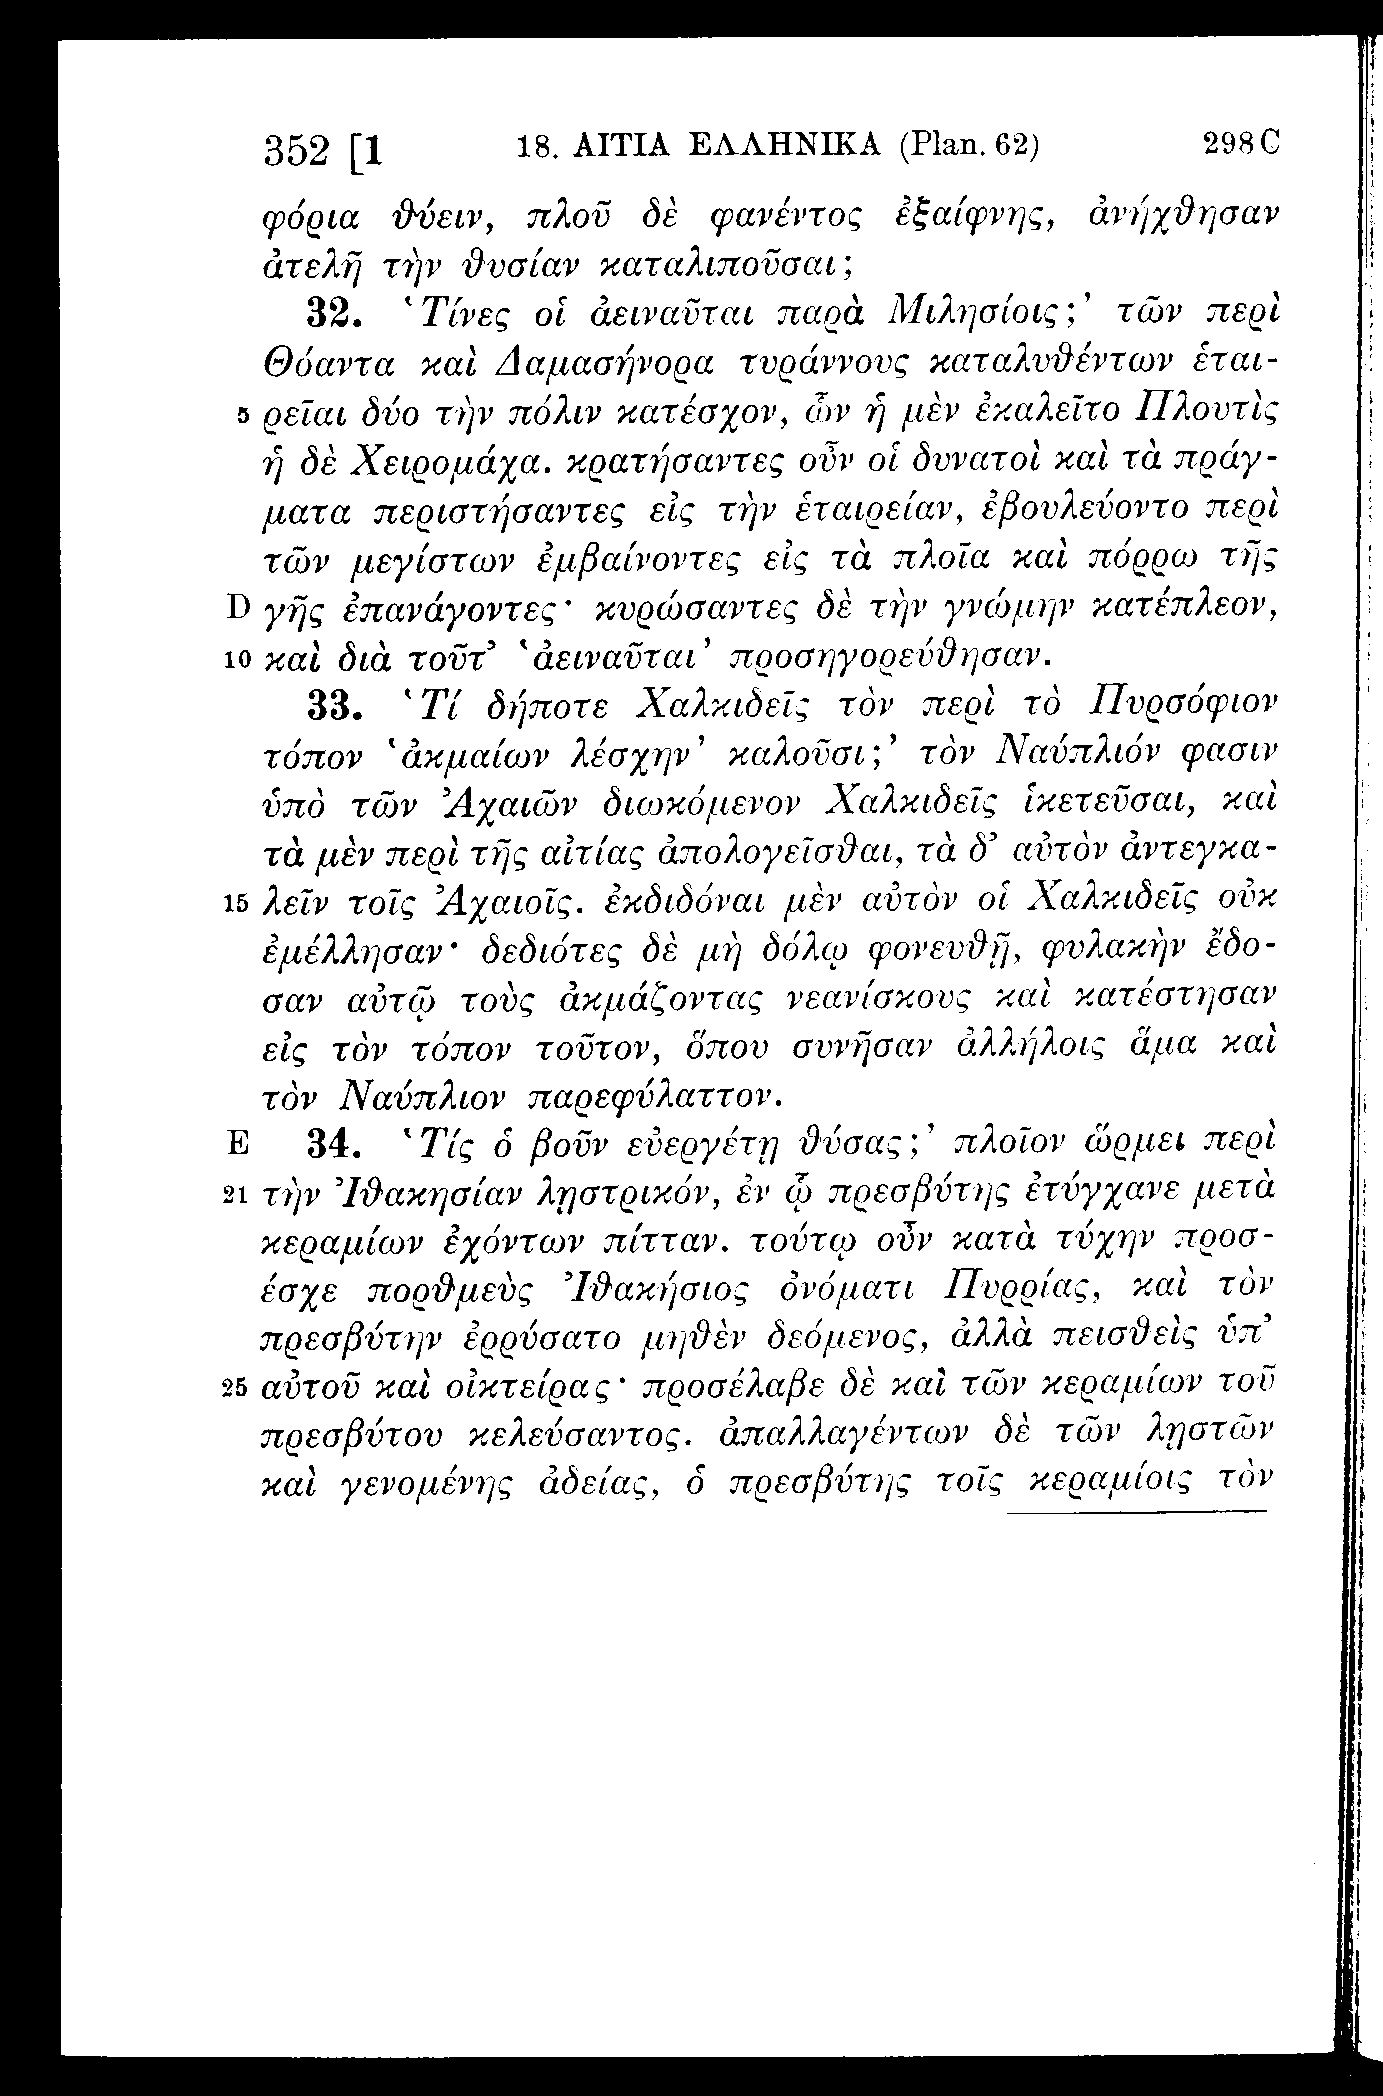 352 [1 18. ΑΙΤΙΑ ΕΛΛΗΝΙΚΑ (Plan. 62) 298 C
φόρια θύειν, πλοῦ δὲ φανέντος ἐξαίφνης, ἀνήχθησαν
ἀτελῆ τὴν θυσίαν καταλιποῦσαι;
32. ‘Τίνες οἱ ἀειναῦται παρὰ Μιλησίοις;’ τῶν περὶ
Θόαντα καὶ Δαμασήνορα τυράννους καταλυθέντων ἑται-
5 ρεῖαι δύο τὴν πόλιν κατέσχον, ὧν ἡ μὲν ἐκαλεῖτο Πλουτὶς
ἡ δὲ Χειρομάχα. κρατήσαντες οὖν οἱ δυνατοὶ καὶ τὰ πράγ-
ματα περιστήσαντες εἰς τὴν ἑταιρείαν, ἐβουλεύοντο περὶ
τῶν μεγίστων ἐμβαίνοντες εἰς τὰ πλοῖα καὶ πόρρω τῆς
D γῆς ἐπανάγοντες· κυρώσαντες δὲ τὴν γνώμην κατέπλεον,
10 καὶ διὰ τοῦτ’ ‘ἀειναῦται’ προσηγορεύθησαν.
33. ‘Τί δήποτε Χαλκιδεῖς τὸν περὶ τὸ Πυρσόφιον
τόπον ‘ἀκμαίων λέσχην’ καλοῦσι;’ τὸν Ναύπλιόν φασιν
ὑπὸ τῶν Ἀχαιῶν διωκόμενον Χαλκιδεῖς ἱκετεῦσαι, καὶ
τὰ μὲν περὶ τῆς αἰτίας ἀπολογεῖσθαι, τὰ δ’ αὐτὸν ἀντεγκα-
15 λεῖν τοῖς Ἀχαιοῖς. ἐκδιδόναι μὲν αὐτὸν οἱ Χαλκιδεῖς οὐκ
ἐμέλλησαν· δεδιότες δὲ μὴ δόλῳ φονευθῇ, φυλακὴν ἔδο-
σαν αὐτῷ τοὺς ἀκμάζοντας νεανίσκους καὶ κατέστησαν
εἰς τὸν τόπον τοῦτον, ὅπου συνῆσαν ἀλλήλοις ἅμα καὶ
τὸν Ναύπλιον παρεφύλαττον.
E 34. ‘Τίς ὁ βοῦν εὐεργέτῃ θύσας;’ πλοῖον ὥρμει περὶ
21 τὴν Ἰθακησίαν λῃστρικόν, ἐν ᾧ πρεσβύτης ἐτύγχανε μετὰ
κεραμίων ἐχόντων πίτταν. τούτῳ οὖν κατὰ τύχην προσ-
έσχε πορθμεὺς Ἰθακήσιος ὀνόματι Πυρρίας, καὶ τὸν
πρεσβύτην ἐρρύσατο μηθὲν δεόμενος, ἀλλὰ πεισθεὶς ὑπ’
25 αὐτοῦ καὶ οἰκτείρας· προσέλαβε δὲ καὶ τῶν κεραμίων τοῦ
πρεσβύτου κελεύσαντος. ἀπαλλαγέντων δὲ τῶν λῃστῶν
καὶ γενομένης ἀδείας, ὁ πρεσβύτης τοῖς κεραμίοις τὸν